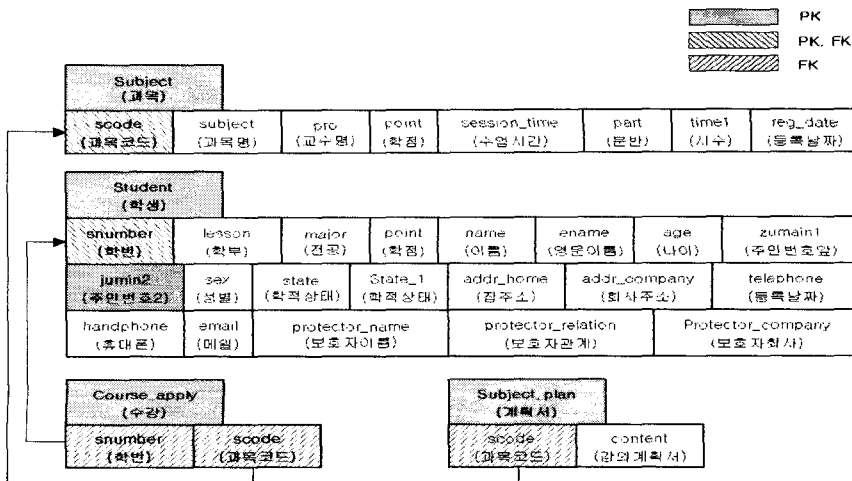 PK
PK, FK
FK
Subject
(과목)
scode subject pro point session_time part time1 reg_date
(과목코드) (과목명) (교수명) (학점) (수업시간) (분반) (시수) (등록날짜)
Student
(학생)
snumber lesson major point name ename age zumain1
(학번) (학부) (전공) (학점) (이름) (영문이름) (나이) (주민번호앞)
jumin2 sex state State_1 addr_home addr_company telephone
(주민번호2) (성별) (학적상태) (학적상태) (집주소) (회사주소) (등록날짜)
handphone email protector_name protector_relation Protector_company
(휴대폰) (메일) (보호자이름) (보호자관계) (보호자회사)
Course_apply
(수강)
Subject_plan
(계획서)
snumber scode scode content
(학번) (과목코드) (과목코드) (강의계획서)